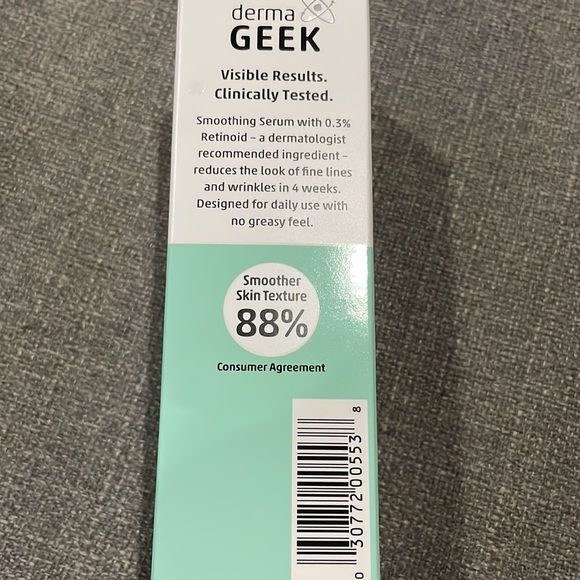 derma
GEEK
Visible Results.
Clinically Tested.
Smoothing Serum with 0.3%
Retinoid – a dermatologist
recommended ingredient –
reduces the look of fine lines
and wrinkles in 4 weeks.
Designed for daily use with
no greasy feel.
Smoother
Skin Texture
88%
Consumer Agreement
0 30772 00553 8